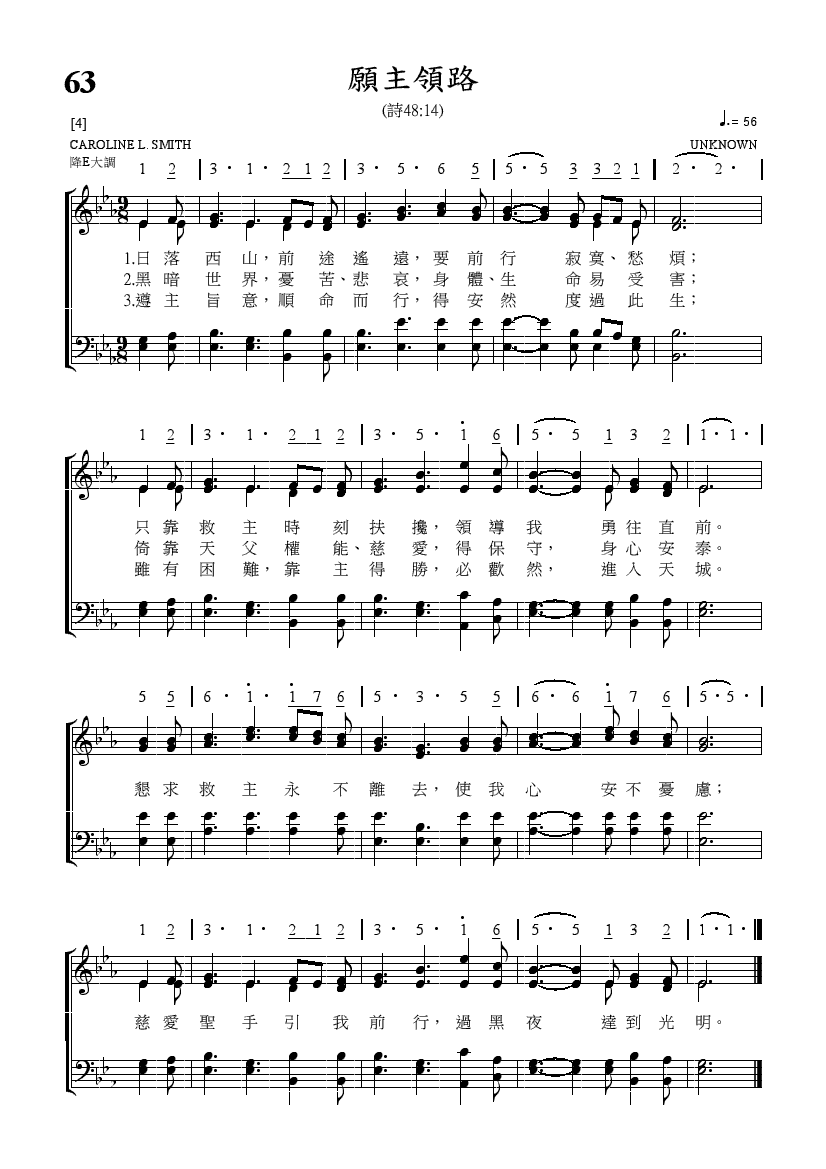 63
願主領路
(詩48:14)
[4]
♩. = 56
CAROLINE L. SMITH
UNKNOWN
降E大調
1 2 | 3 · 1 · 2 1 2 | 3 · 5 · 6 5 | 5 · 5 3 3 2 1 | 2 · 2 · |
1.日落西山，前途遙遠，要前行寂寞、愁煩；
2.黑暗世界，憂苦、悲哀，身體、生命易受害；
3.遵主旨意，順命而行，得安然度過此生；
1 2 | 3 · 1 · 2 1 2 | 3 · 5 · 1 6 | 5 · 5 1 3 2 | 1 · 1 · |
只靠救主時刻扶攙，領導我勇往直前。
倚靠天父權能、慈愛，得保守，身心安泰。
雖有困難，靠主得勝，必歡然，進入天城。
5 5 | 6 · 1 · 1 7 6 | 5 · 3 · 5 5 | 6 · 6 1 7 6 | 5 · 5 · |
懇求救主永不離去，使我心安不憂慮；
1 2 | 3 · 1 · 2 1 2 | 3 · 5 · 1 6 | 5 · 5 1 3 2 | 1 · 1 · |
慈愛聖手引我前行，過黑夜達到光明。